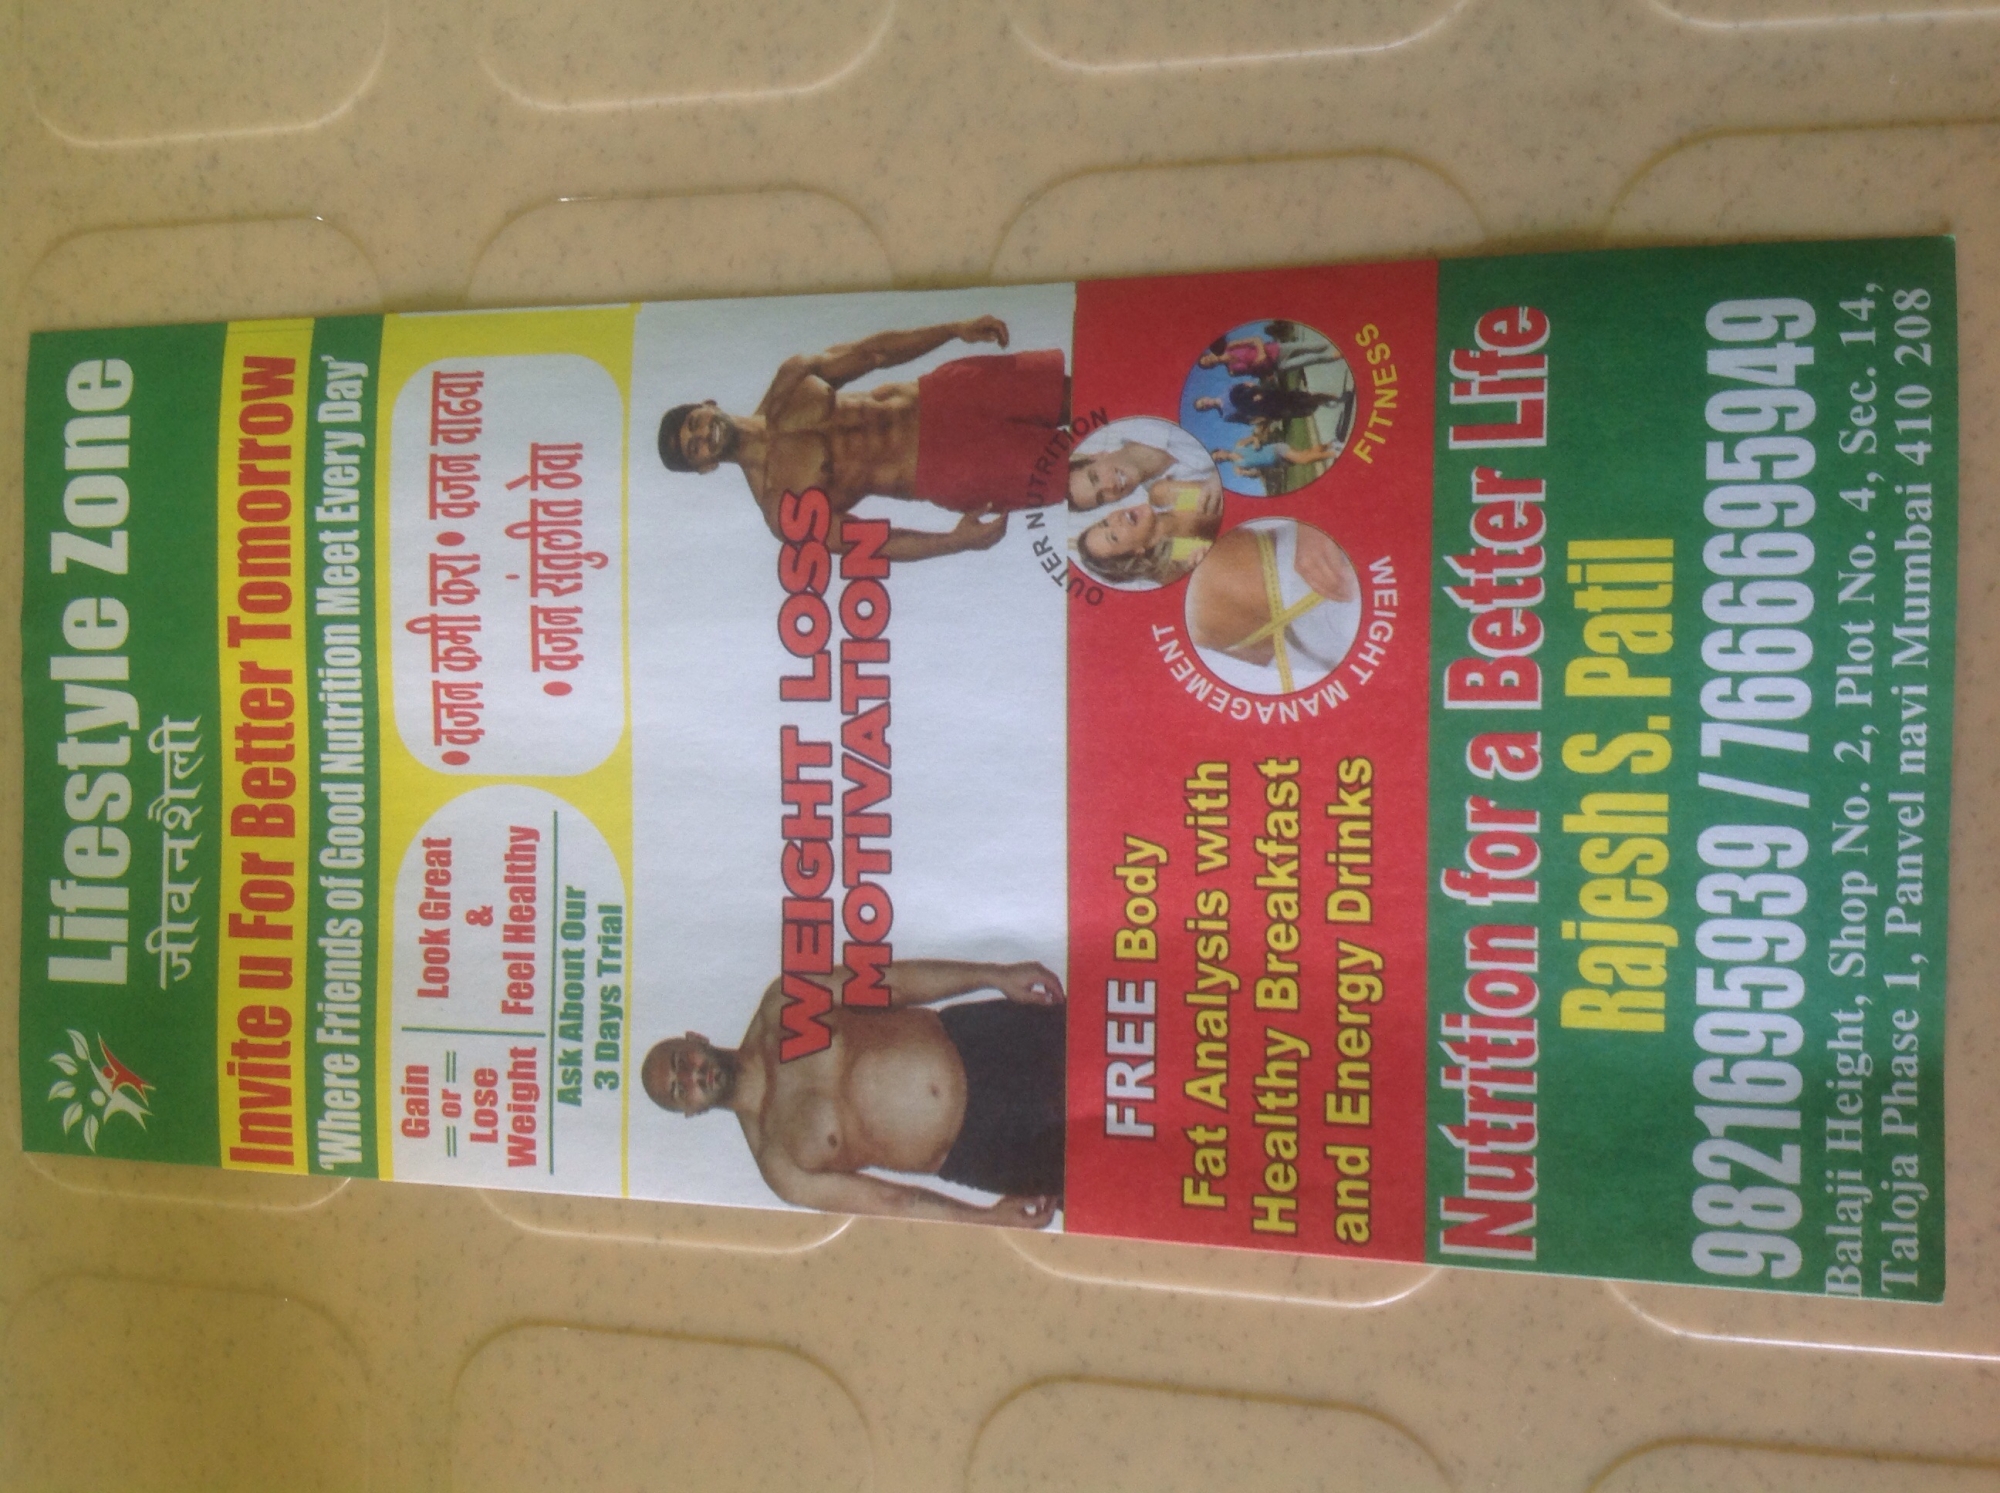 Lifestyle Zone
जीवनशैली
Invite u For Better Tomorrow
'Where Friends of Good Nutrition Meet Every Day'
Gain
or
Lose
Weight
Look Great
&
Feel Healthy
Ask About Our
3 Days Trial
• वजन कमी करा • वजन वाढवा
• वजन संतुलीत ठेवा
WEIGHT LOSS
MOTIVATION
FREE Body
Fat Analysis with
Healthy Breakfast
and Energy Drinks
OUTER NUTRITION
WEIGHT MANAGEMENT
FITNESS
Nutrition for a Better Life
Rajesh S. Patil
9821695939 / 7666695949
Balaji Height, Shop No. 2, Plot No. 4, Sec. 14,
Taloja Phase 1, Panvel navi Mumbai 410 208